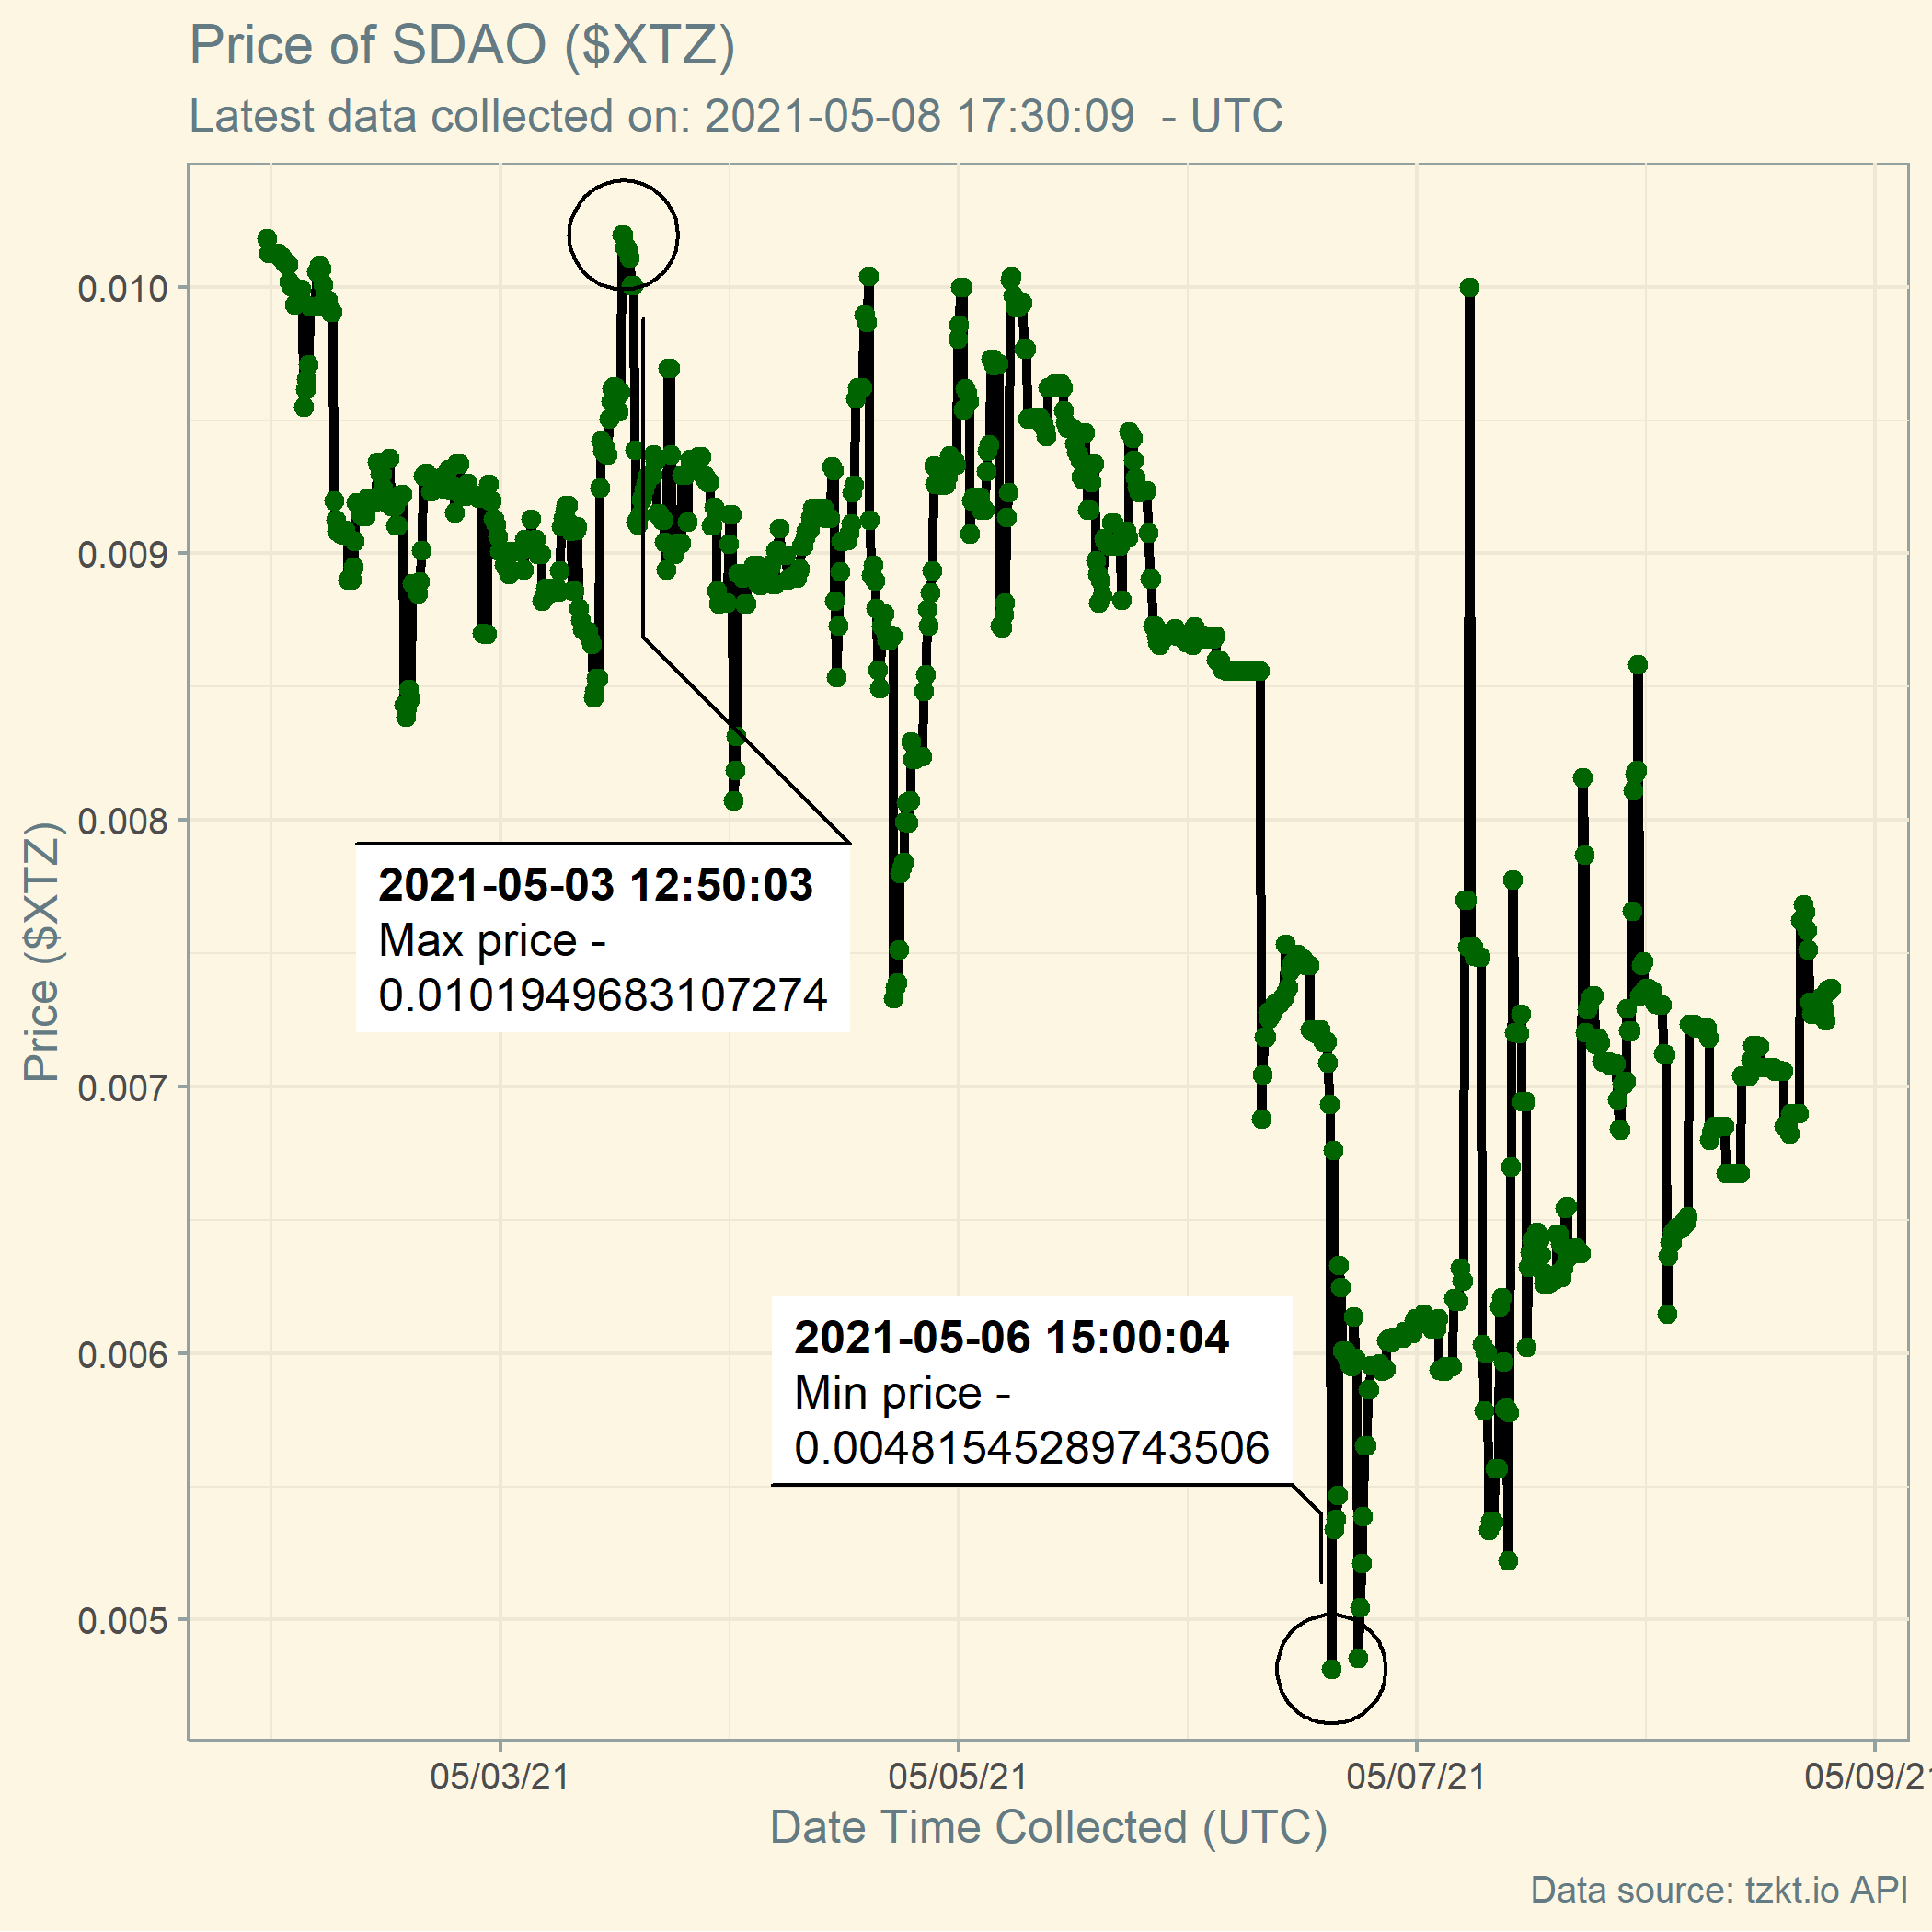 Price of SDAO ($XTZ)
Latest data collected on: 2021-05-08 17:30:09  - UTC
Price ($XTZ)
0.010
0.009
0.008
0.007
0.006
0.005
2021-05-03 12:50:03
Max price -
0.0101949683107274
2021-05-06 15:00:04
Min price -
0.00481545289743506
05/03/21
05/05/21
05/07/21
05/09/21
Date Time Collected (UTC)
Data source: tzkt.io API